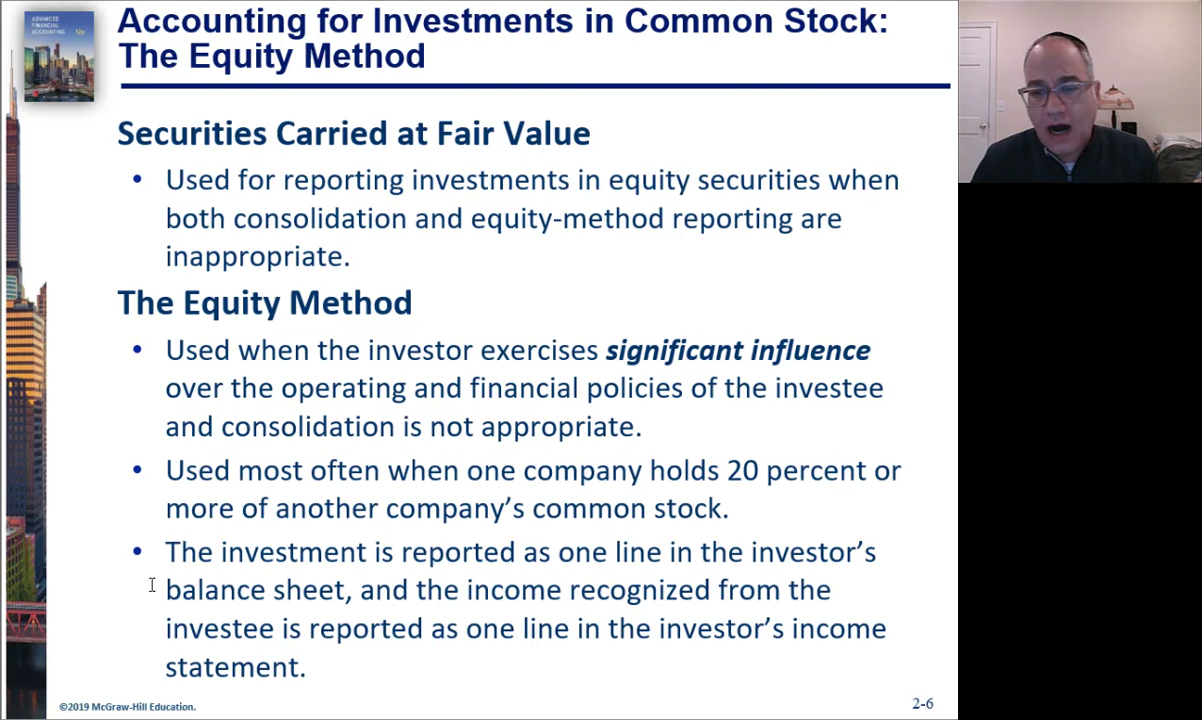 ADVANCED
FINANCIAL
ACCOUNTING
12e
Accounting for Investments in Common Stock:
The Equity Method
Securities Carried at Fair Value
• Used for reporting investments in equity securities when
both consolidation and equity-method reporting are
inappropriate.
The Equity Method
• Used when the investor exercises significant influence
over the operating and financial policies of the investee
and consolidation is not appropriate.
• Used most often when one company holds 20 percent or
more of another company’s common stock.
• The investment is reported as one line in the investor’s
balance sheet, and the income recognized from the
investee is reported as one line in the investor’s income
statement.
©2019 McGraw-Hill Education.
2-6